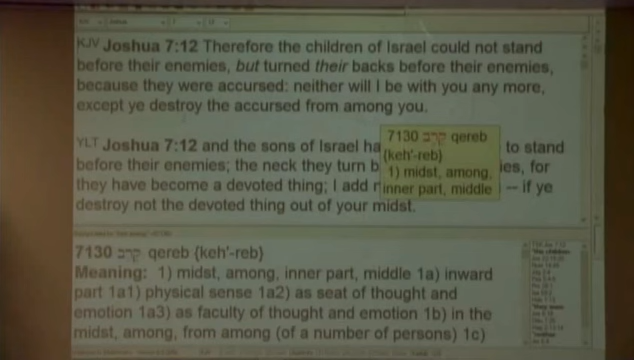 KJV Joshua 7:12 Therefore the children of Israel could not stand
before their enemies, but turned their backs before their enemies,
because they were accursed: neither will I be with you any more,
except ye destroy the accursed from among you.
YLT Joshua 7:12 and the sons of Israel ha
to stand
before their enemies; the neck they turn b
ies, for
they have become a devoted thing; I add n
— if ye
destroy not the devoted thing out of your midst.
7130 קרב qereb
{keh'-reb}
1) midst, among,
inner part, middle
7130 קרב qereb {keh'-reb}
Meaning: 1) midst, among, inner part, middle 1a) inward
part 1a1) physical sense 1a2) as seat of thought and
emotion 1a3) as faculty of thought and emotion 1b) in the
midst, among, from among (of a number of persons) 1c)